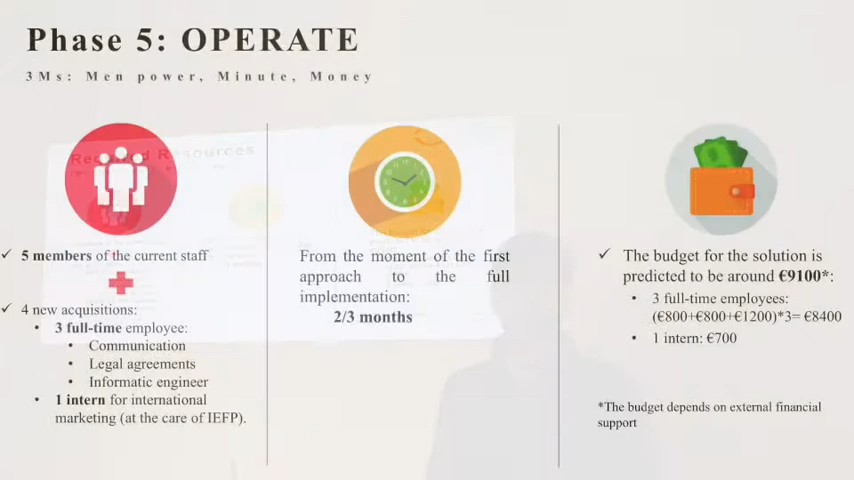 Phase 5: OPERATE
3Ms: Men power, Minute, Money
Required Resources
5 members of the current staff
4 new acquisitions:
3 full-time employee:
Communication
Legal agreements
Informatic engineer
1 intern for international
marketing (at the care of IEFP).
From the moment of the first
approach to the full
implementation:
2/3 months
The budget for the solution is
predicted to be around €9100*:
3 full-time employees:
(€800+€800+€1200)*3= €8400
1 intern: €700
*The budget depends on external financial
support